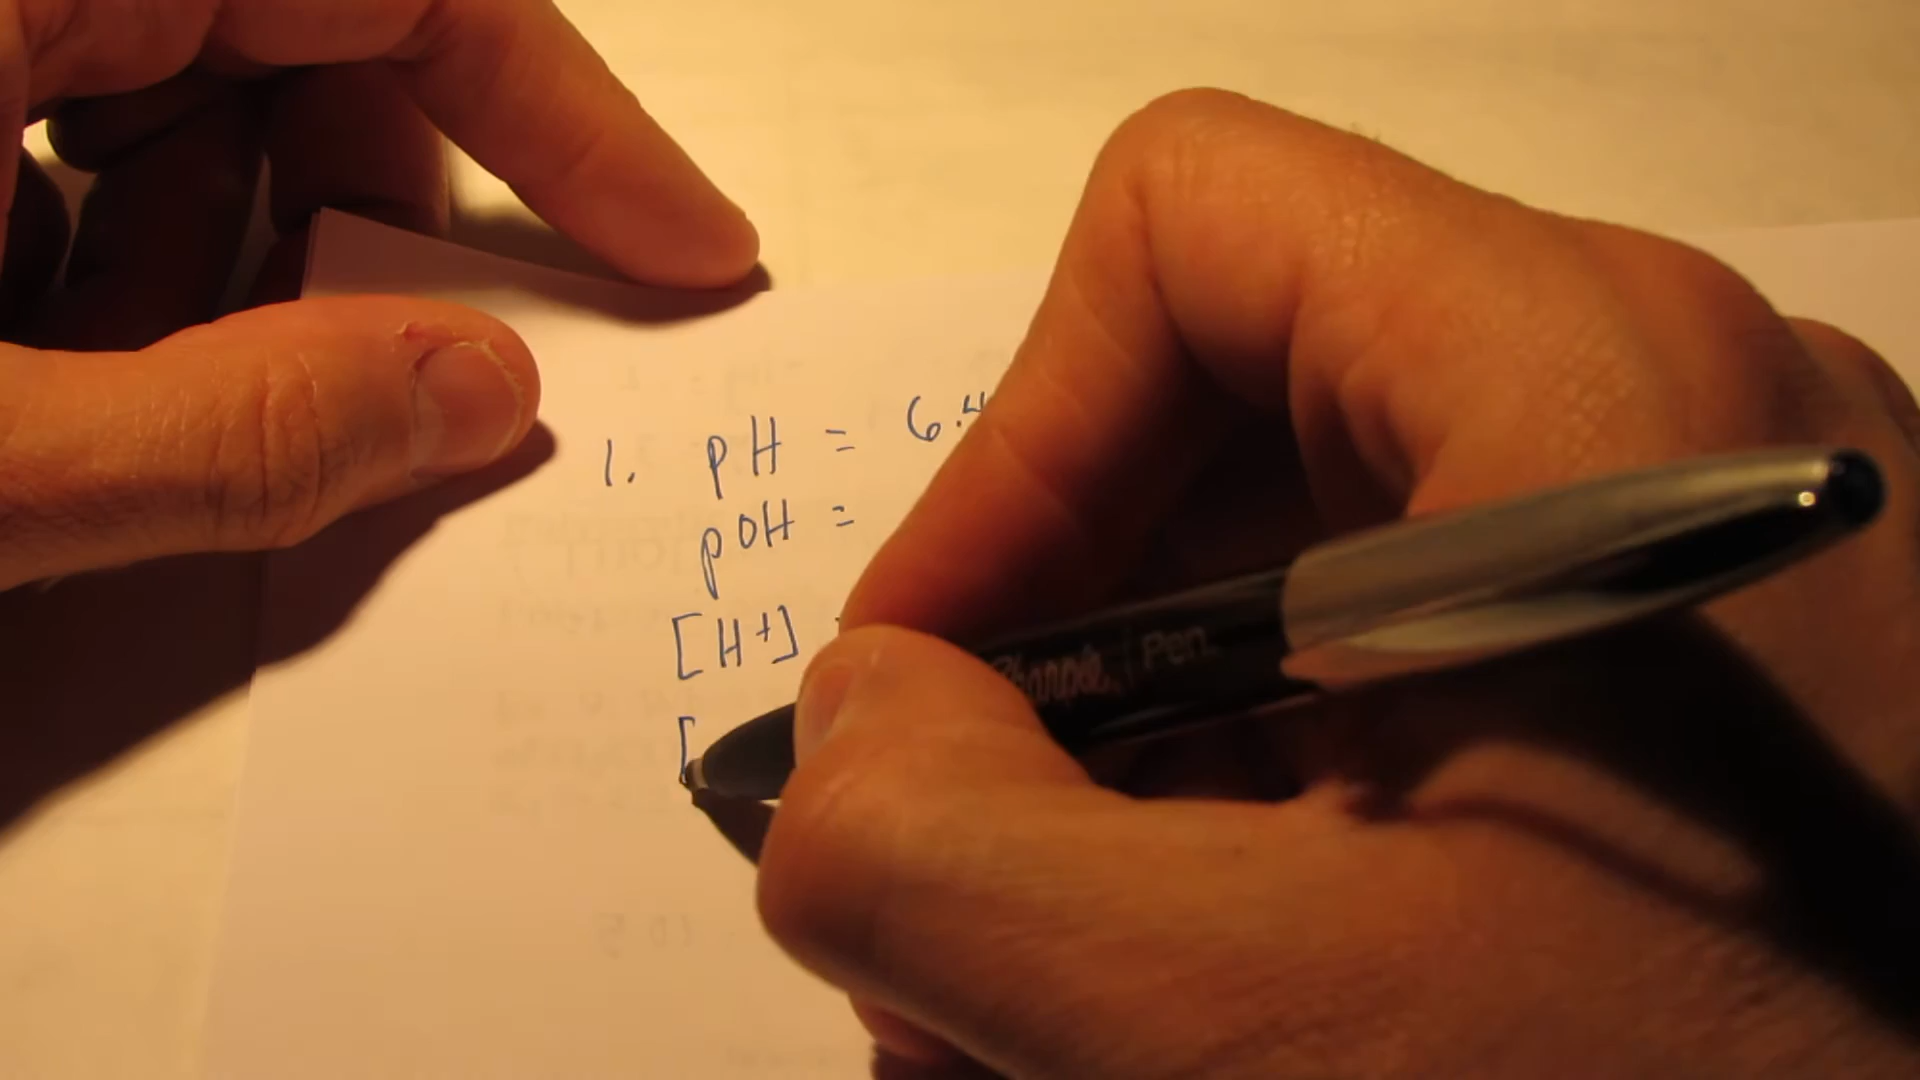 1. pH = 6.4
pOH =
[H+]
[
Sharpie. Pen.